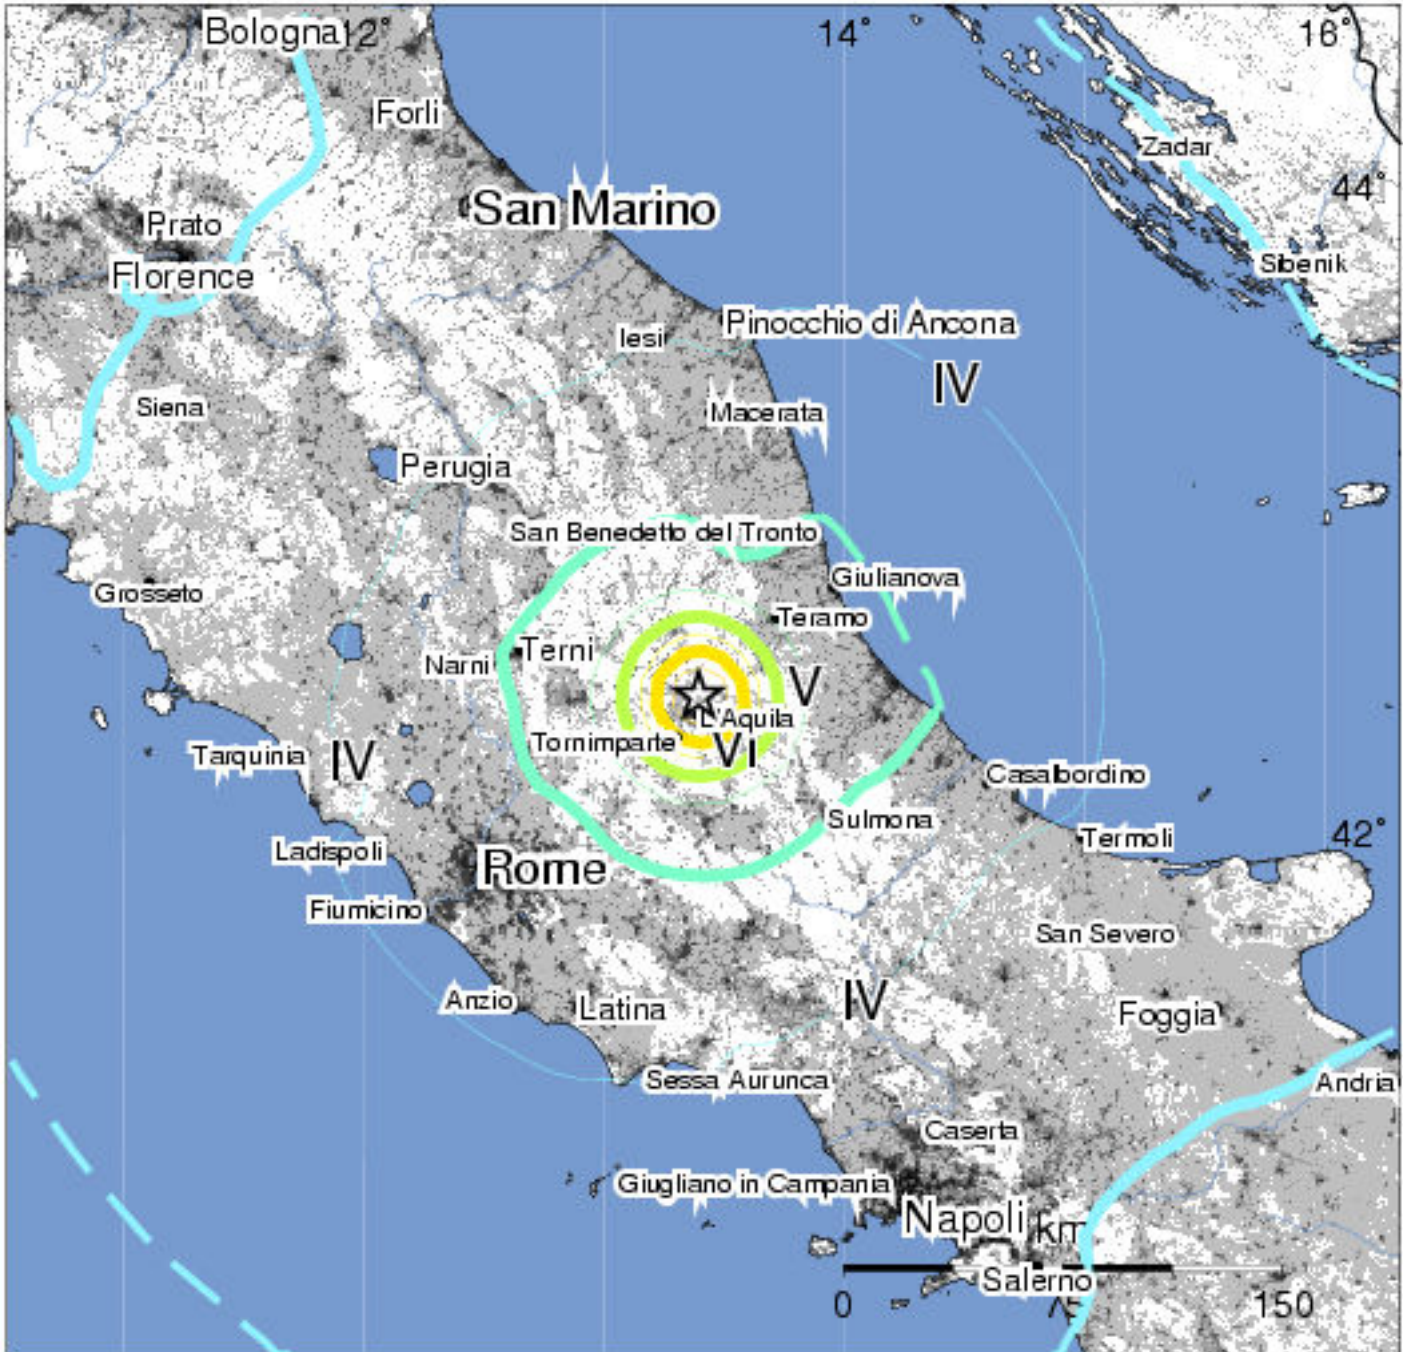 Bologna 12° 14° 16°
Forli
Zadar
44°
San Marino
Prato
Sibenik
Florence
Pinocchio di Ancona
Iesi
IV
Siena
Macerata
Perugia
San Benedetto del Tronto
Giulianova
Grosseto
Teramo
Terni
Narni
V
L'Aquila
Tornimparte
VI
Tarquinia
IV
Casalbordino
Sulmona
42°
Termoli
Ladispoli
Rome
Fiumicino
San Severo
Anzio
Latina
IV
Foggia
Sessa Aurunca
Andria
Caserta
Giugliano in Campania
Napoli km
Salerno
0 75 150